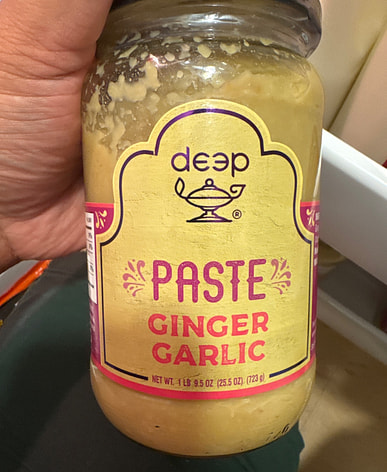 deep
®
PASTE
GINGER
GARLIC
NET WT. 1 LB 9.5 OZ (25.5 OZ) (723 g)